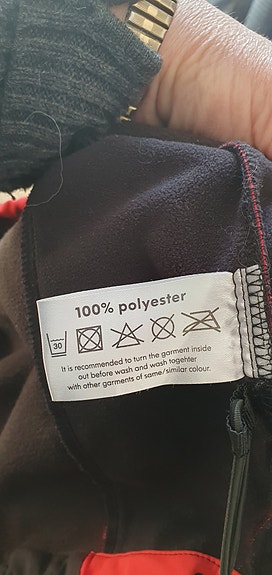 100% polyester
30
It is recommended to turn the garment inside
out before wash and wash togehter
with other garments of same/similar colour.